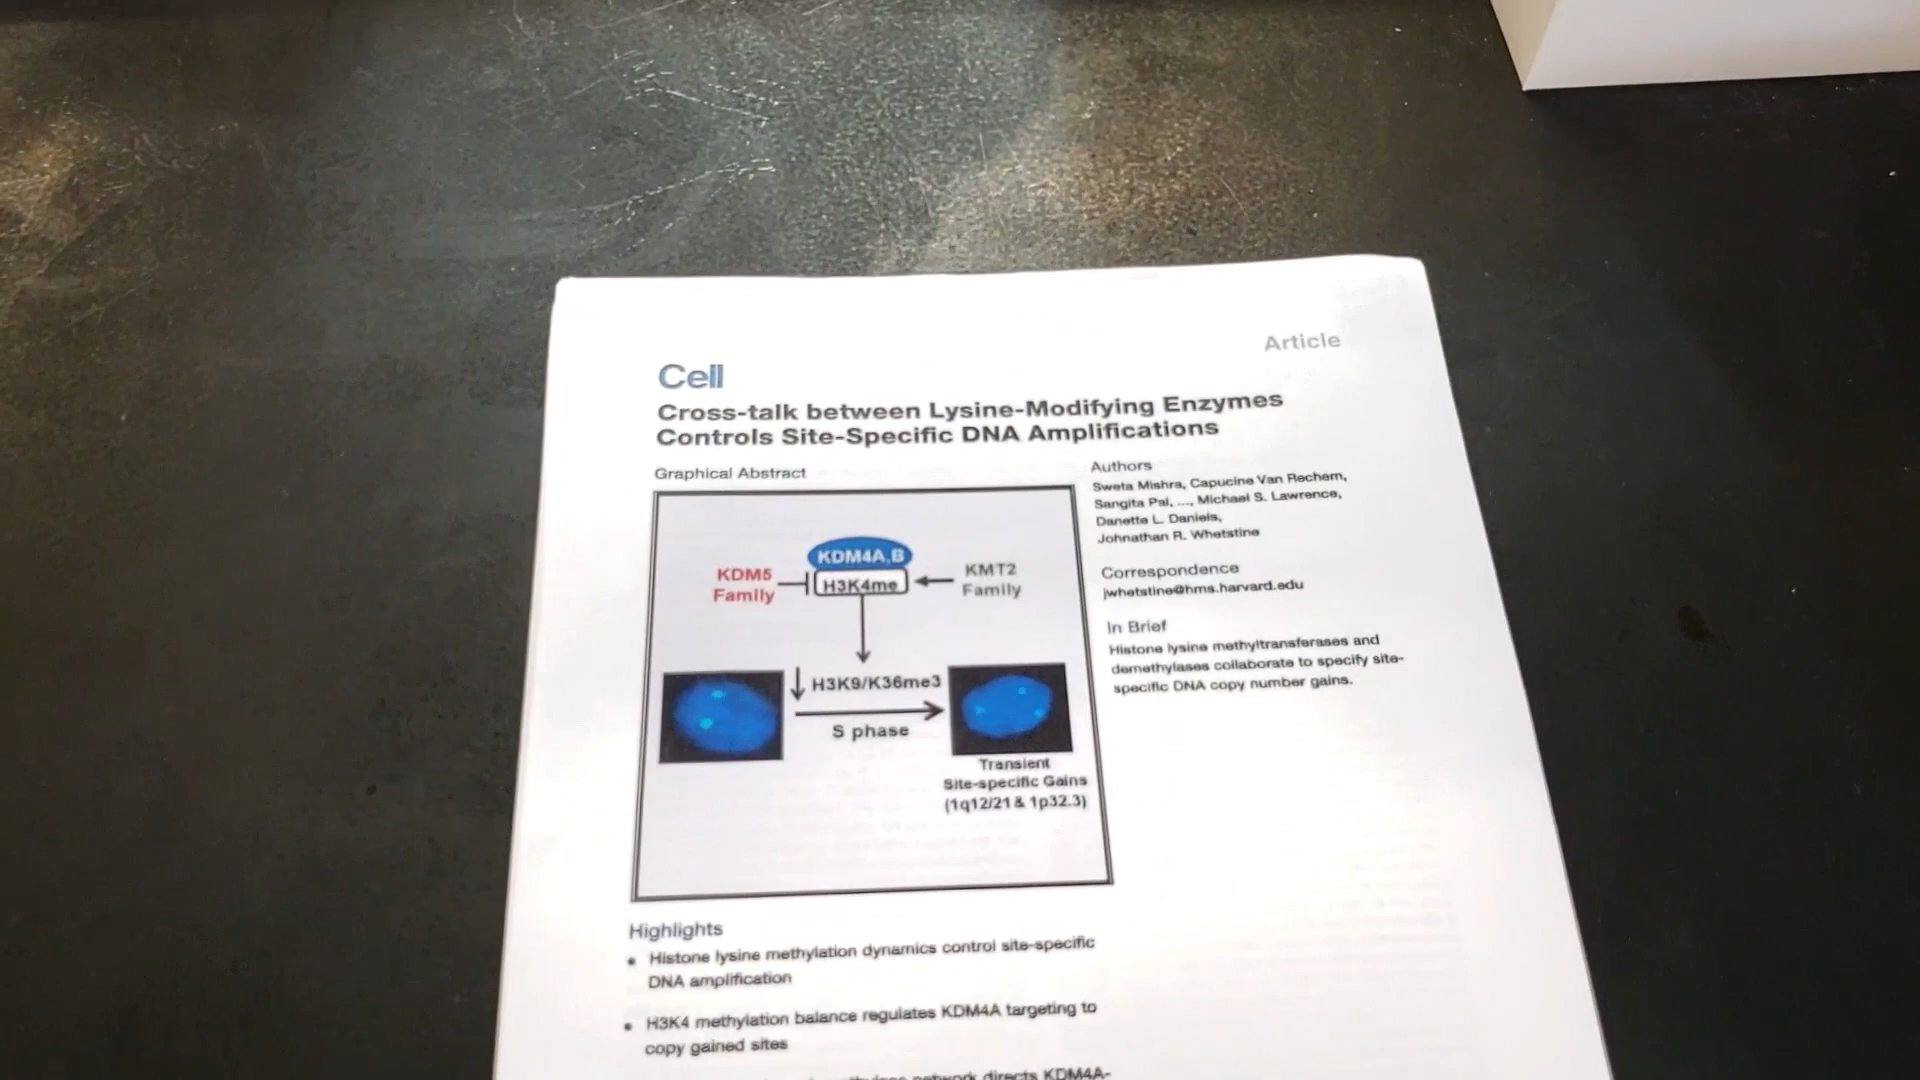 Article
Cell
Cross-talk between Lysine-Modifying Enzymes
Controls Site-Specific DNA Amplifications
Graphical Abstract
KDM4A,B
KDM5
Family
H3K4me
KMT2
Family
H3K9/K36me3
S phase
Transient
Site-specific Gains
(1q12/21 & 1p32.3)
Authors
Sweta Mishra, Capucine Van Rechem,
Sangita Pal, ..., Michael S. Lawrence,
Danette L. Daniels,
Johnathan R. Whetstine
Correspondence
jwhetstine@hms.harvard.edu
In Brief
Histone lysine methyltransferases and
demethylases collaborate to specify site-
specific DNA copy number gains.
Highlights
• Histone lysine methylation dynamics control site-specific
DNA amplification
• H3K4 methylation balance regulates KDM4A targeting to
copy gained sites
network directs KDM4A-